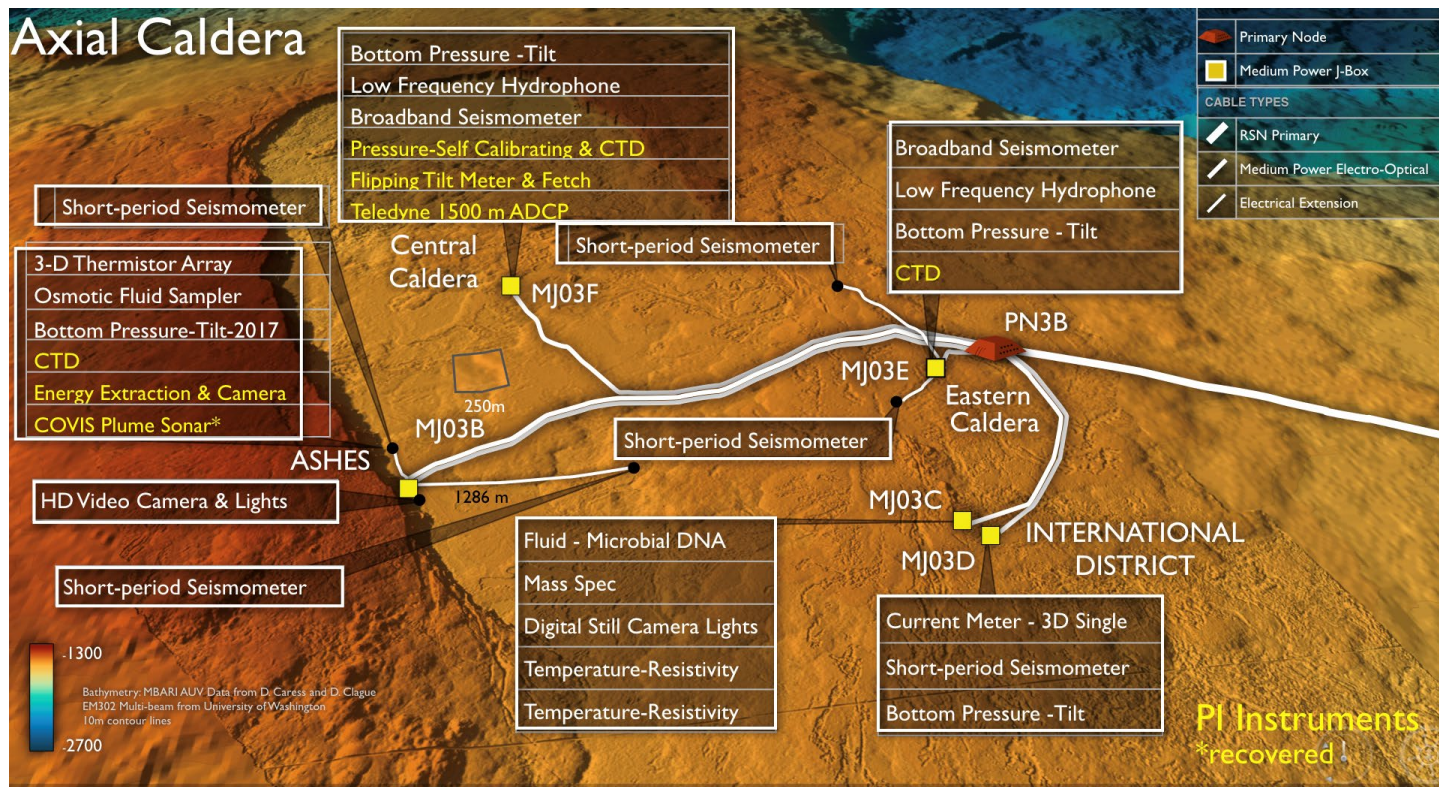 Axial Caldera
Bottom Pressure -Tilt
Low Frequency Hydrophone
Broadband Seismometer
Pressure-Self Calibrating & CTD
Flipping Tilt Meter & Fetch
Teledyne 1500 m ADCP
Primary Node
Medium Power J-Box
CABLE TYPES
RSN Primary
Medium Power Electro-Optical
Electrical Extension
Broadband Seismometer
Low Frequency Hydrophone
Bottom Pressure - Tilt
CTD
Short-period Seismometer
Central
Caldera
Short-period Seismometer
3-D Thermistor Array
Osmotic Fluid Sampler
Bottom Pressure-Tilt-2017
CTD
Energy Extraction & Camera
COVIS Plume Sonar*
MJ03F
PN3B
MJ03E
Eastern
Caldera
250m
MJ03B
Short-period Seismometer
ASHES
HD Video Camera & Lights
1286 m
MJ03C
MJ03D
INTERNATIONAL
DISTRICT
Short-period Seismometer
Fluid - Microbial DNA
Mass Spec
Digital Still Camera Lights
Temperature-Resistivity
Temperature-Resistivity
Current Meter - 3D Single
Short-period Seismometer
Bottom Pressure -Tilt
-1300
Bathymetry: MBARI AUV Data from D. Caress and D. Clague
EM302 Multi-beam from University of Washington
10m contour lines
-2700
PI Instruments
*recovered